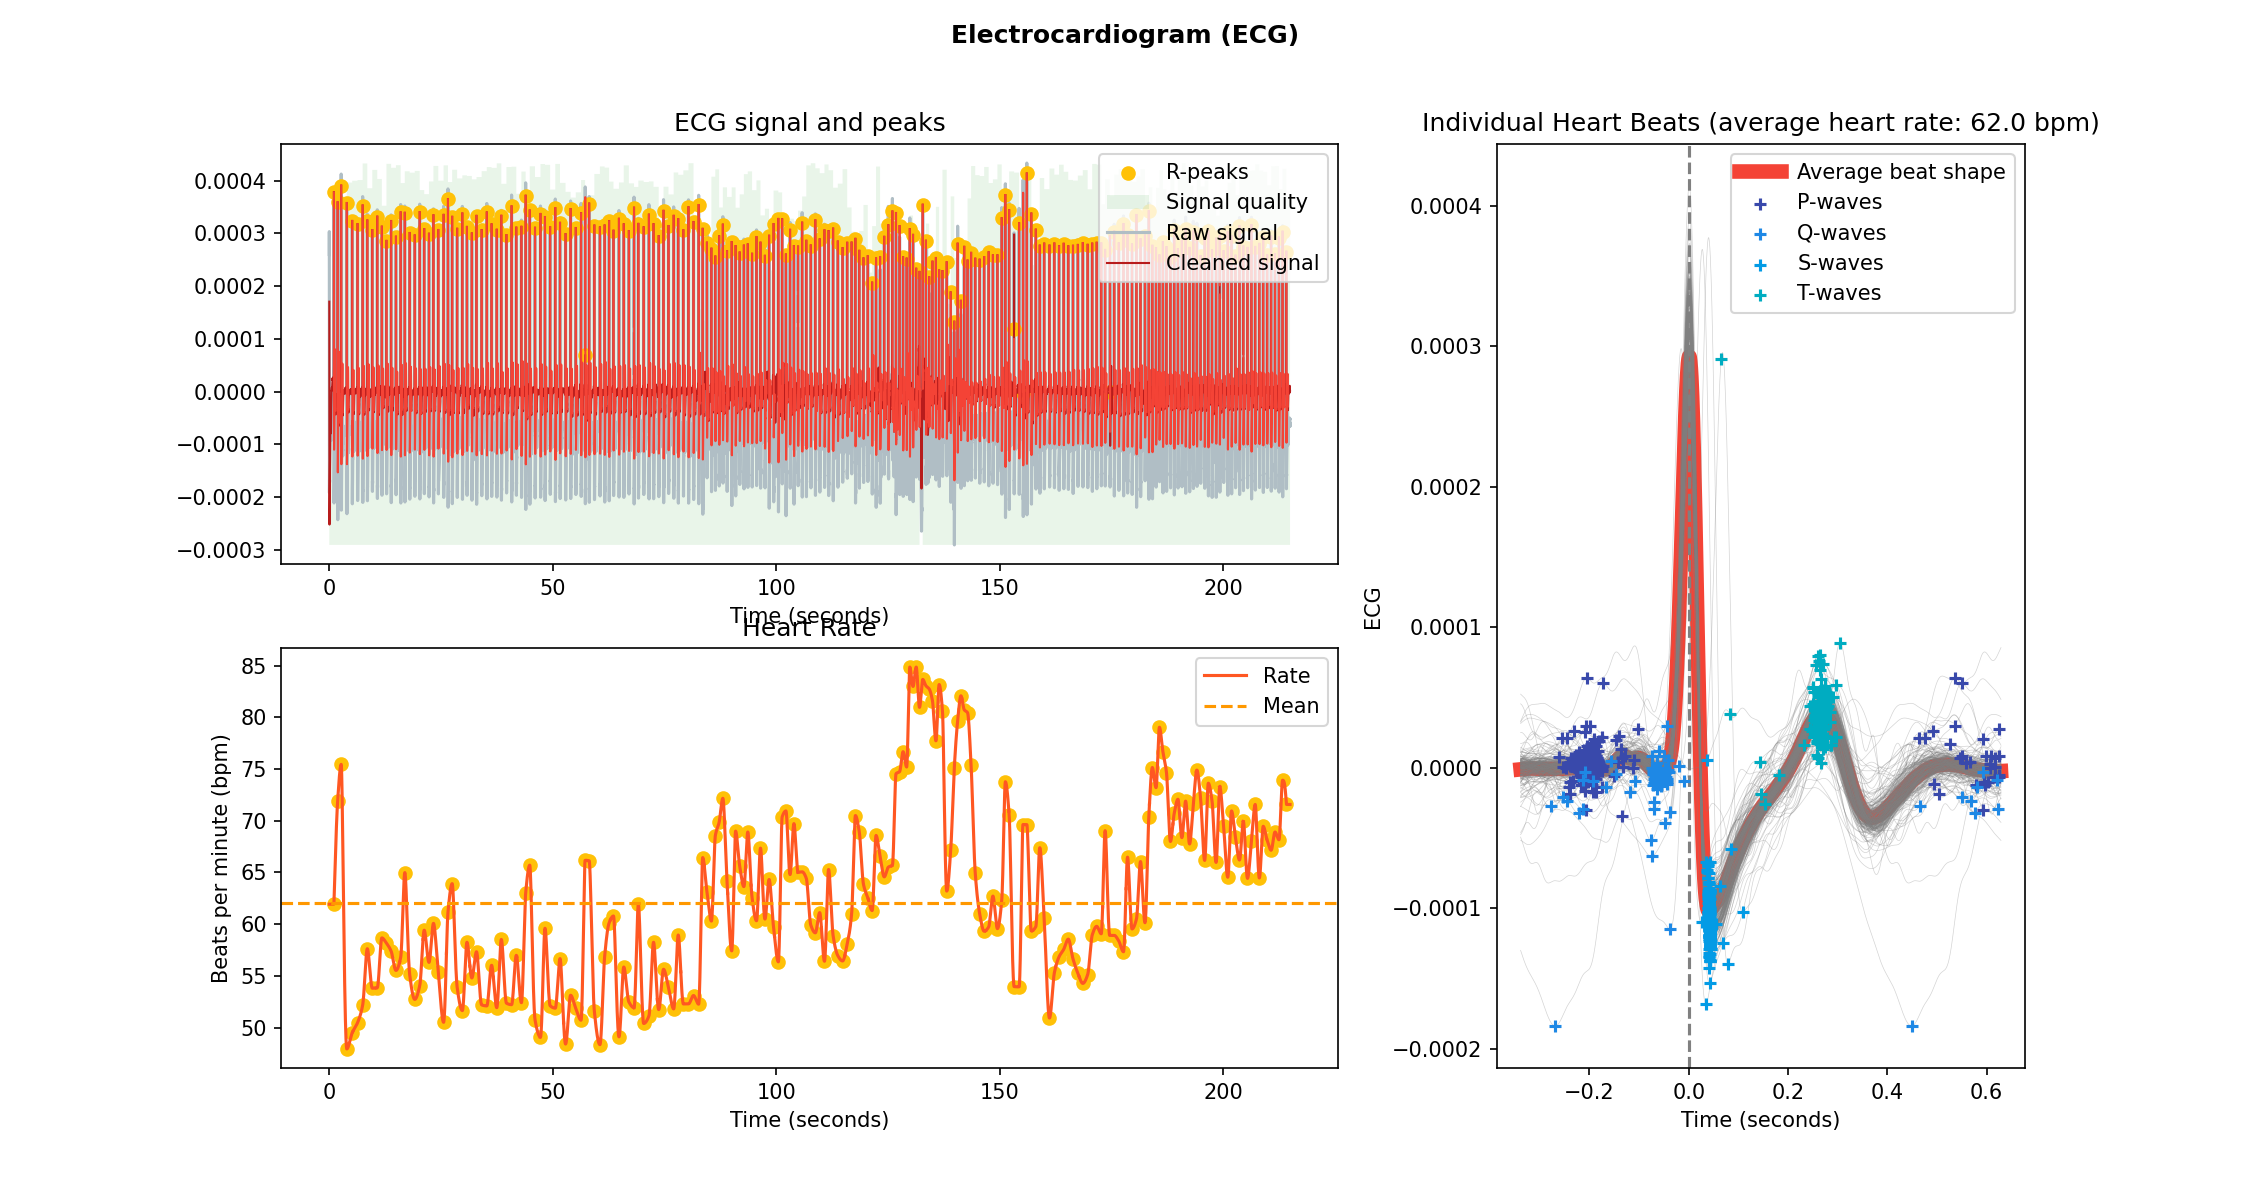 Electrocardiogram (ECG)
ECG signal and peaks
0.0004
0.0003
0.0002
0.0001
0.0000
−0.0001
−0.0002
−0.0003
R-peaks
Signal quality
Raw signal
Cleaned signal
0 50 100 150 200
Time (seconds)
Heart Rate
Beats per minute (bpm)
85
80
75
70
65
60
55
50
Rate
Mean
0 50 100 150 200
Time (seconds)
Individual Heart Beats (average heart rate: 62.0 bpm)
ECG
0.0004
0.0003
0.0002
0.0001
0.0000
−0.0001
−0.0002
Average beat shape
P-waves
Q-waves
S-waves
T-waves
−0.2 0.0 0.2 0.4 0.6
Time (seconds)